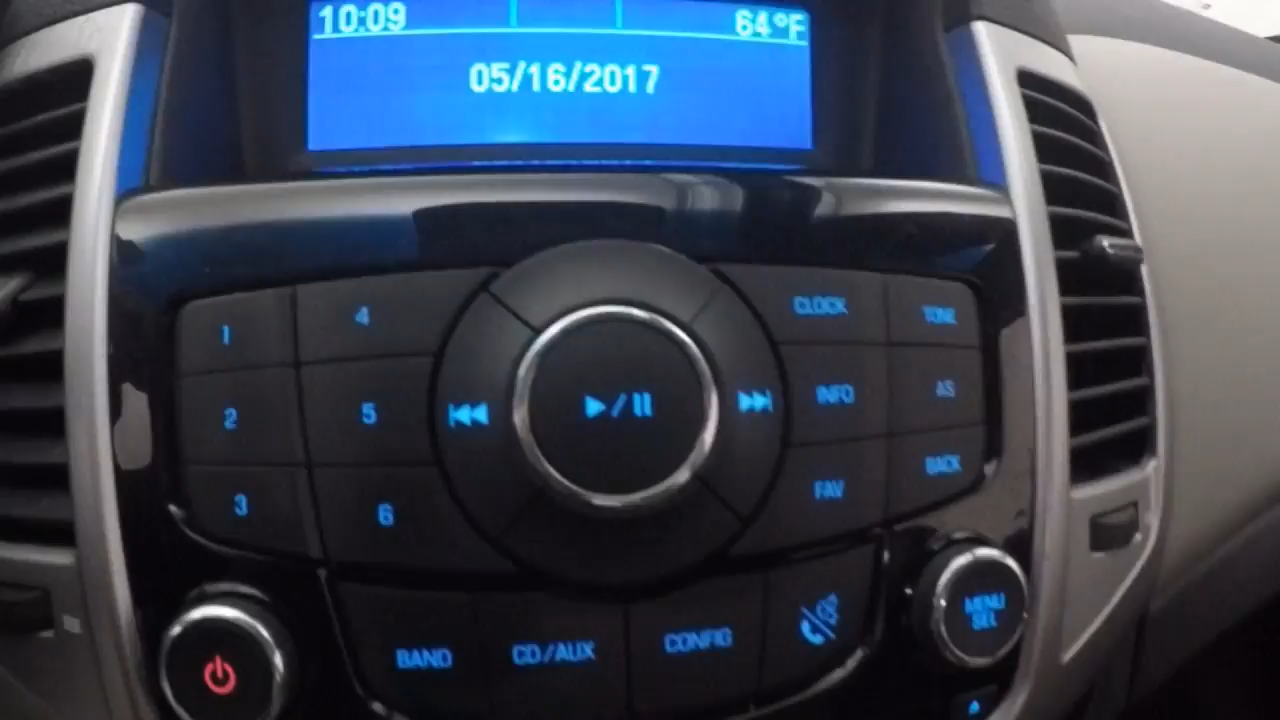 10:09 64°F
05/16/2017
1 4 CLOCK TONE
2 5 INFO AS
3 6 FAV BACK
BAND CD/AUX CONFIG MENU
SEL